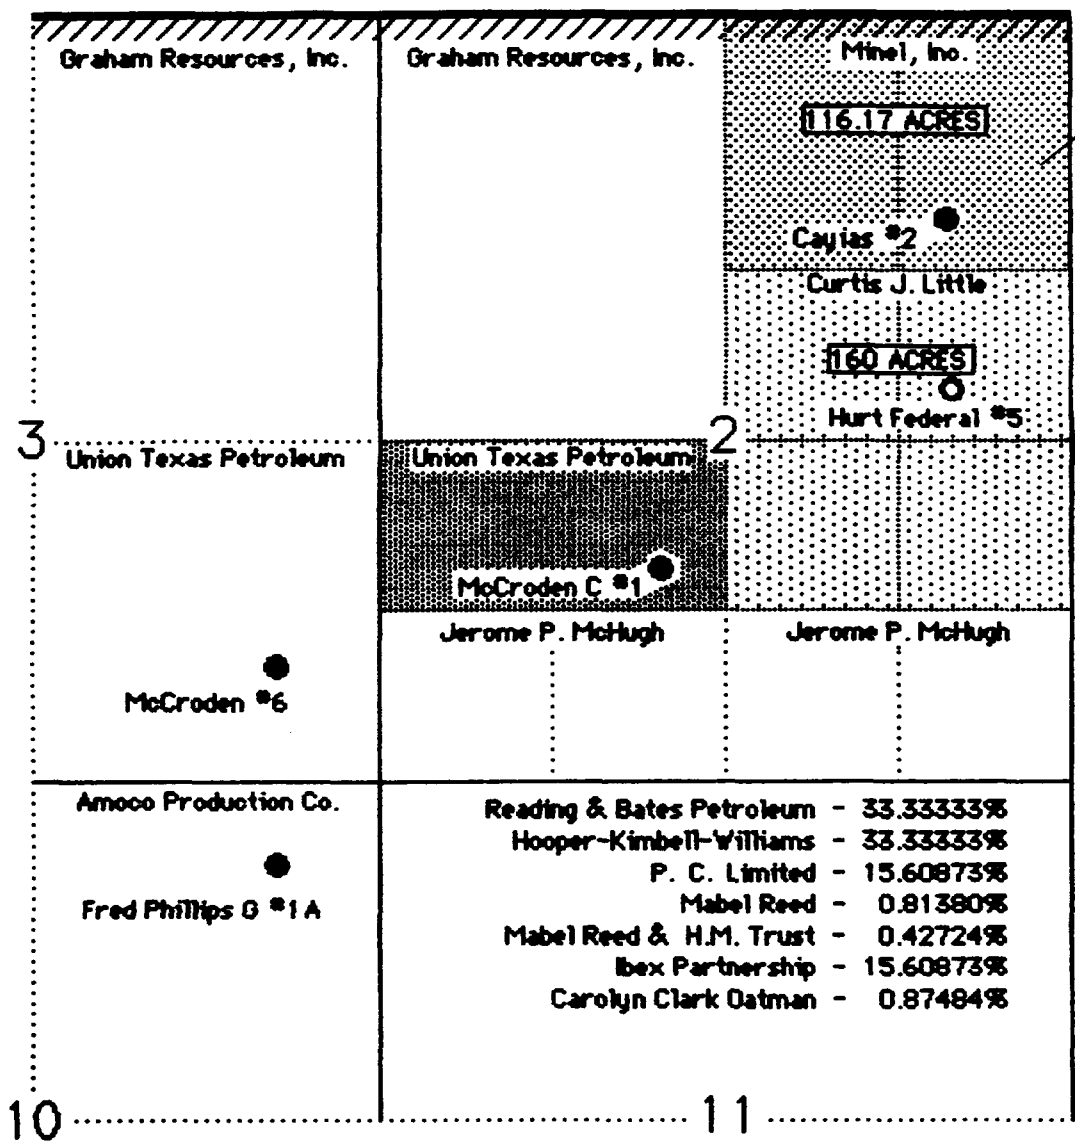 Graham Resources, Inc.
Graham Resources, Inc.
Minel, Inc.
116.17 ACRES
Cayias #2
Curtis J. Little
160 ACRES
Hurt Federal #5
3
2
Union Texas Petroleum
Union Texas Petroleum
McCroden C #1
Jerome P. McHugh
Jerome P. McHugh
McCroden #6
Amoco Production Co.
Fred Phillips G #1A
Reading & Bates Petroleum - 33.33333%
Hooper-Kimbell-Williams - 33.33333%
P. C. Limited - 15.60873%
Mabel Reed - 0.81380%
Mabel Reed & H.M. Trust - 0.42724%
Ibex Partnership - 15.60873%
Carolyn Clark Oatman - 0.87484%
10
11